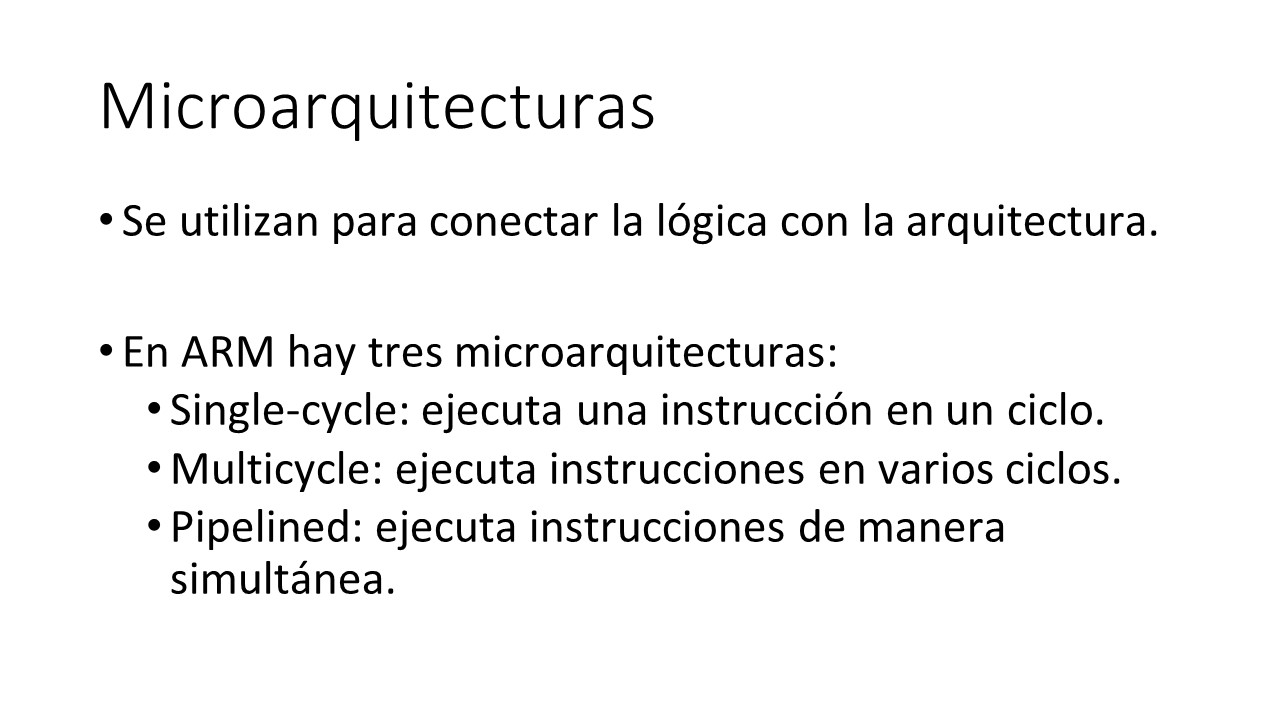 Microarquitecturas
• Se utilizan para conectar la lógica con la arquitectura.
• En ARM hay tres microarquitecturas:
• Single-cycle: ejecuta una instrucción en un ciclo.
• Multicycle: ejecuta instrucciones en varios ciclos.
• Pipelined: ejecuta instrucciones de manera
simultánea.